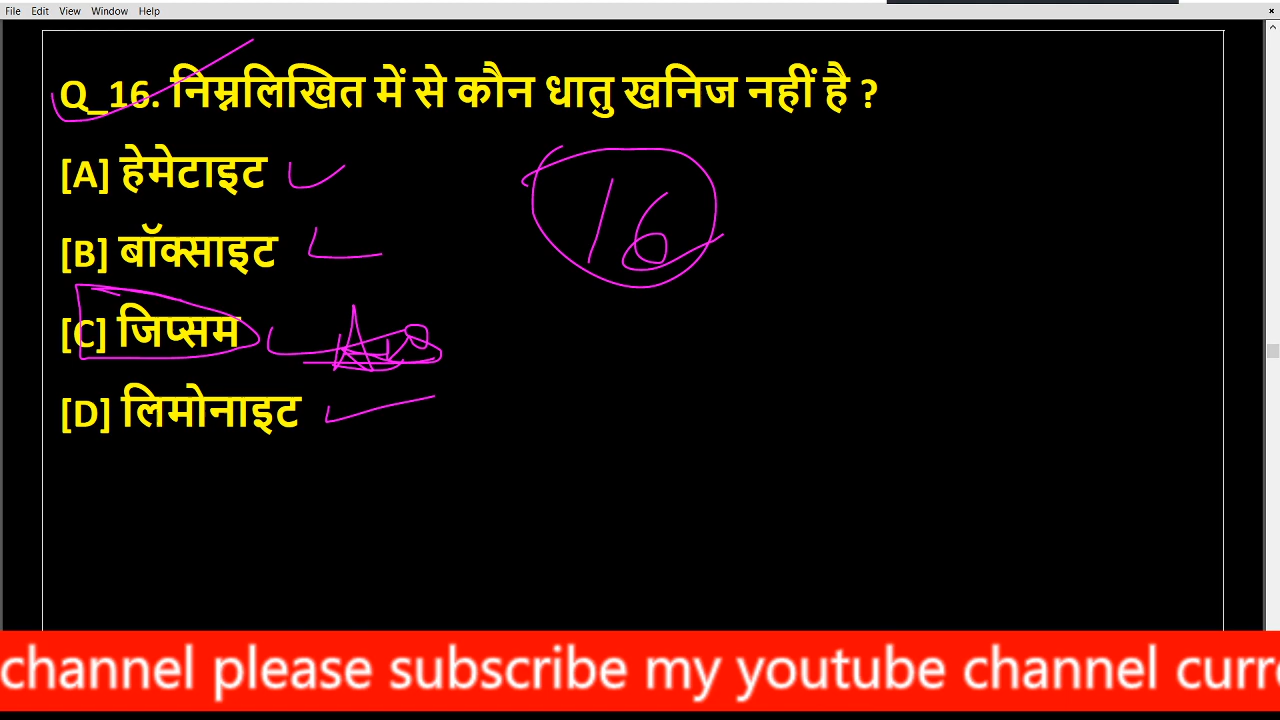 File Edit View Window Help
Q_16. निम्नलिखित में से कौन धातु खनिज नहीं है ?
[A] हेमेटाइट
16
[B] बॉक्साइट
[C] जिप्सम
[D] लिमोनाइट
channel please subscribe my youtube channel curre